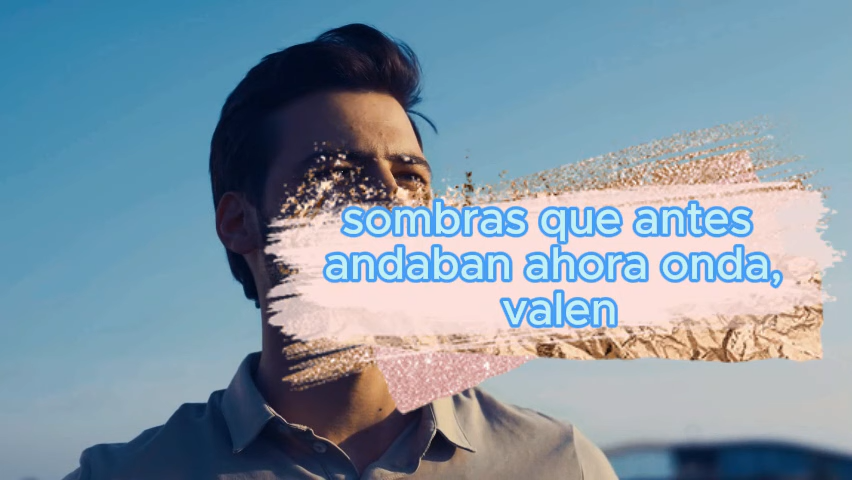 sombras que antes
andaban ahora onda,
valen